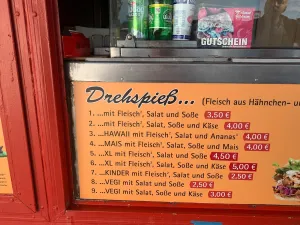 GUTSCHEIN
Drehspieß... (Fleisch aus Hähnchen- un
1. ...mit Fleisch', Salat und Soße 3,50 €
2. ...mit Fleisch', Salat, Soße und Käse 4,00 €
3. ...HAWAII mit Fleisch', Salat und Ananas' 4,00 €
4. ...MAIS mit Fleisch', Salat, Soße und Mais 4,00 €
5. ...XL mit Fleisch', Salat und Soße 4,50 €
6. ...XL mit Fleisch', Salat, Soße und Käse 5,00 €
7. ...KINDER mit Fleisch', Salat und Soße 2,50 €
8. ...VEGI mit Salat und Soße 2,50 €
9. ...VEGI mit Salat, Soße und Käse 3,00 €